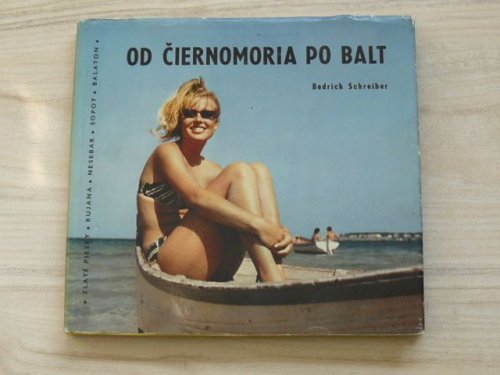 OD ČIERNOMORIA PO BALT
Bedrich Schreiber
• ZLATÉ PIESKY • RUJANA • NESEBAR • SOPOT • BALATON •